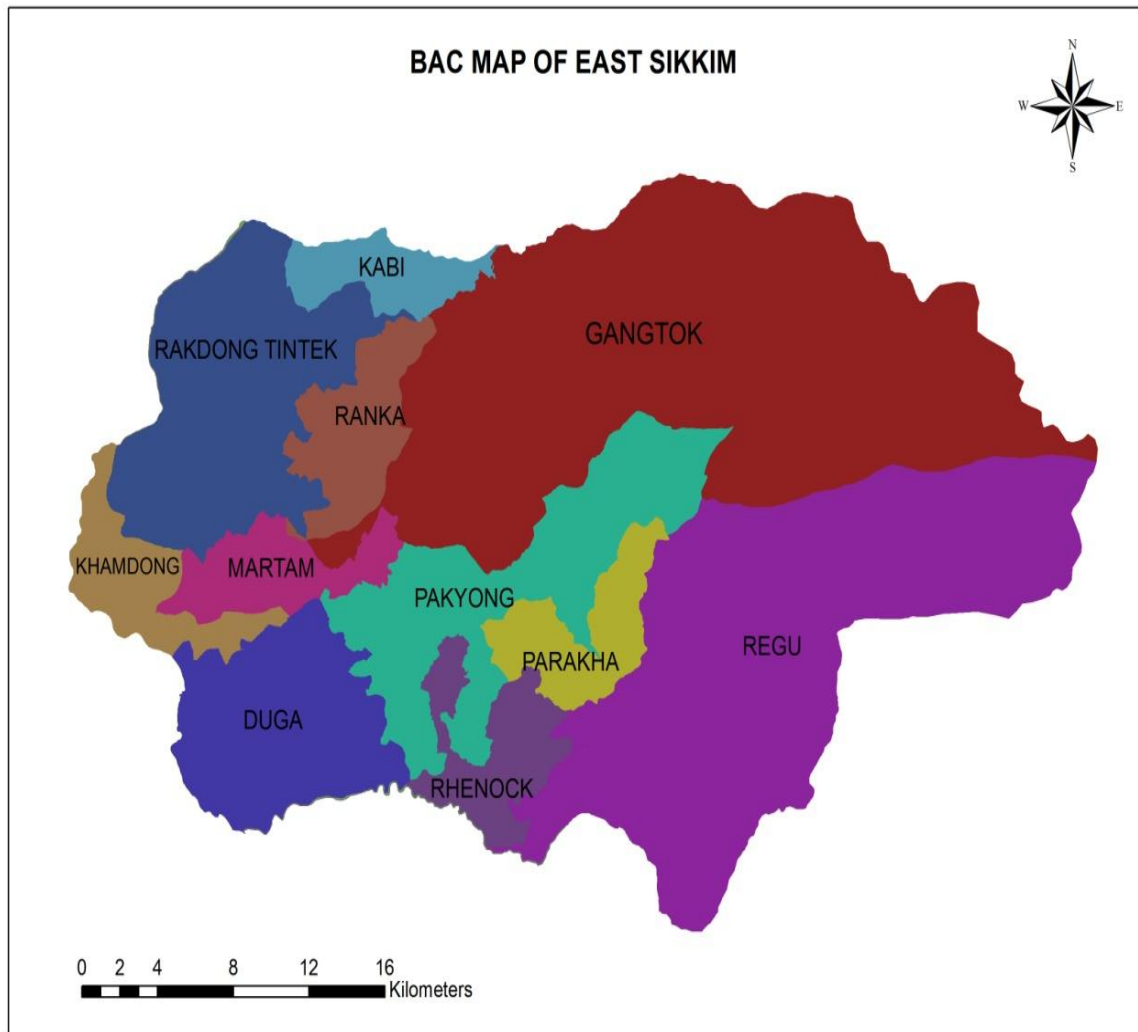 BAC MAP OF EAST SIKKIM
N
W E
S
KABI
GANGTOK
RAKDONG TINTEK
RANKA
KHAMDONG
MARTAM
PAKYONG
PARAKHA
REGU
DUGA
RHENOCK
0 2 4 8 12 16
Kilometers